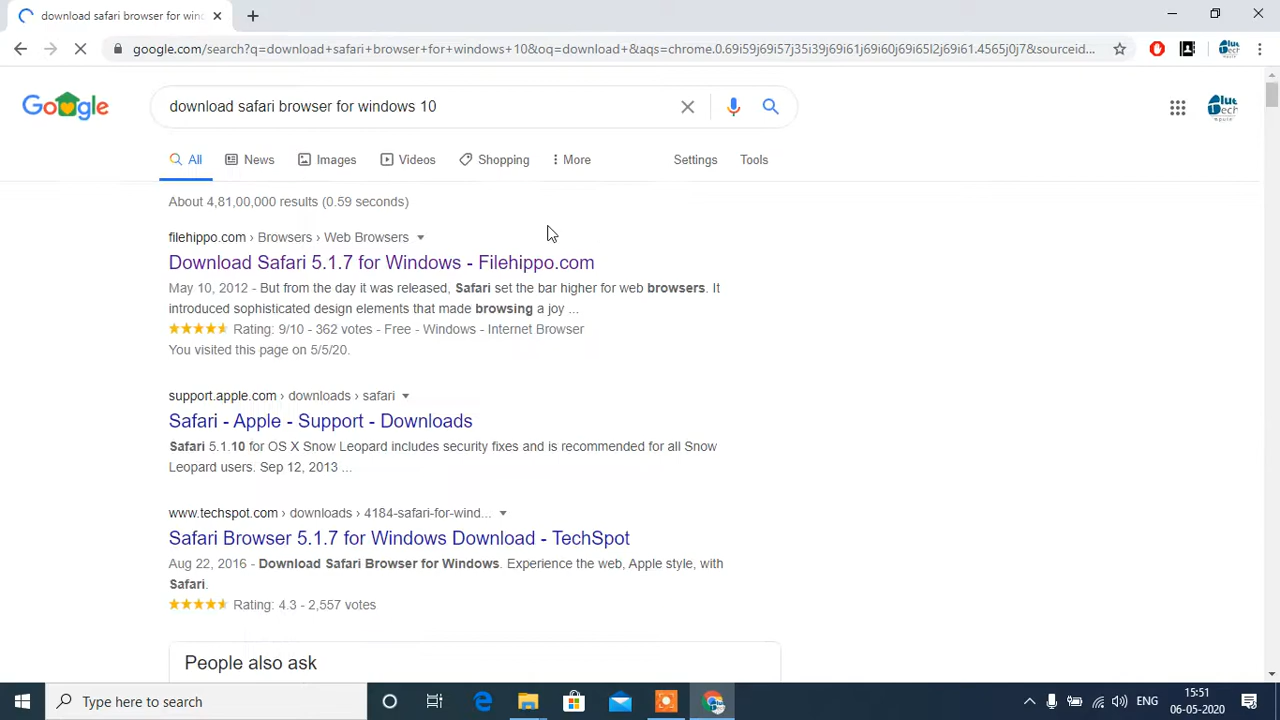 download safari browser for win
google.com/search?q=download+safari+browser+for+windows+10&oq=download+&aqs=chrome.0.69i59j69i57j35i39j69i61j69i60j69i65l2j69i61.4565j0j7&sourceid...
Google
download safari browser for windows 10
All
News
Images
Videos
Shopping
More
Settings
Tools
About 4,81,00,000 results (0.59 seconds)
filehippo.com › Browsers › Web Browsers
Download Safari 5.1.7 for Windows - Filehippo.com
May 10, 2012 - But from the day it was released, Safari set the bar higher for web browsers. It
introduced sophisticated design elements that made browsing a joy ...
Rating: 9/10 - 362 votes - Free - Windows - Internet Browser
You visited this page on 5/5/20.
support.apple.com › downloads › safari
Safari - Apple - Support - Downloads
Safari 5.1.10 for OS X Snow Leopard includes security fixes and is recommended for all Snow
Leopard users. Sep 12, 2013 ...
www.techspot.com › downloads › 4184-safari-for-wind...
Safari Browser 5.1.7 for Windows Download - TechSpot
Aug 22, 2016 - Download Safari Browser for Windows. Experience the web, Apple style, with
Safari.
Rating: 4.3 - 2,557 votes
People also ask
Type here to search
ENG
15:51
06-05-2020